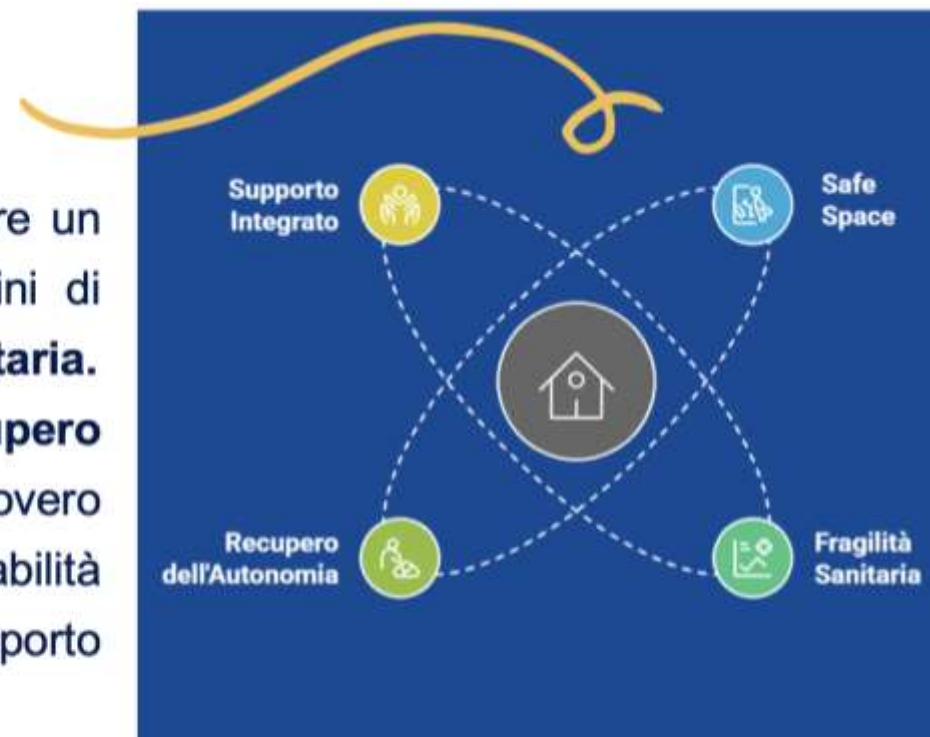 re un
ini di
taria.
upero
overo
abilità
porto
Supporto
Integrato
Safe
Space
Recupero
dell'Autonomia
Fragilità
Sanitaria